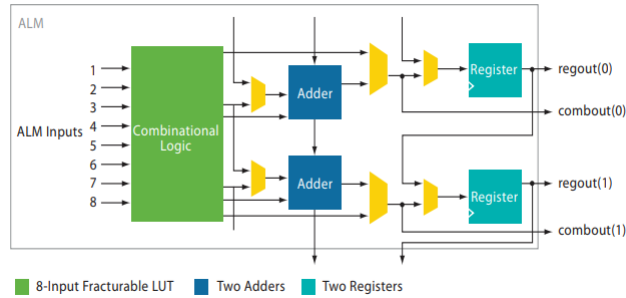 ALM
1
2
3
ALM Inputs
4
5
6
7
8
Combinational
Logic
Adder
Register
regout(0)
combout(0)
Adder
Register
regout(1)
combout(1)
8-Input Fracturable LUT
Two Adders
Two Registers